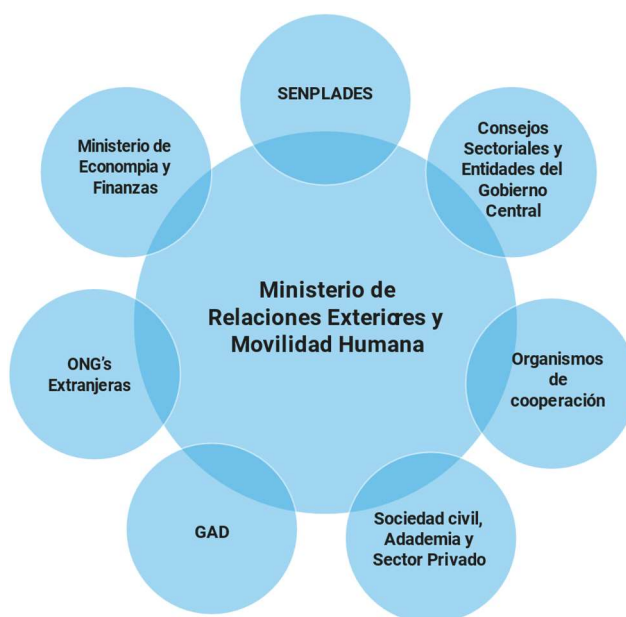 SENPLADES
Ministerio de
Econompia y
Finanzas
Consejos
Sectoriales y
Entidades del
Gobierno
Central
Ministerio de
Relaciones Exteriores y
Movilidad Humana
ONG's
Extranjeras
Organismos
de
cooperación
GAD
Sociedad civil,
Adademia y
Sector Privado